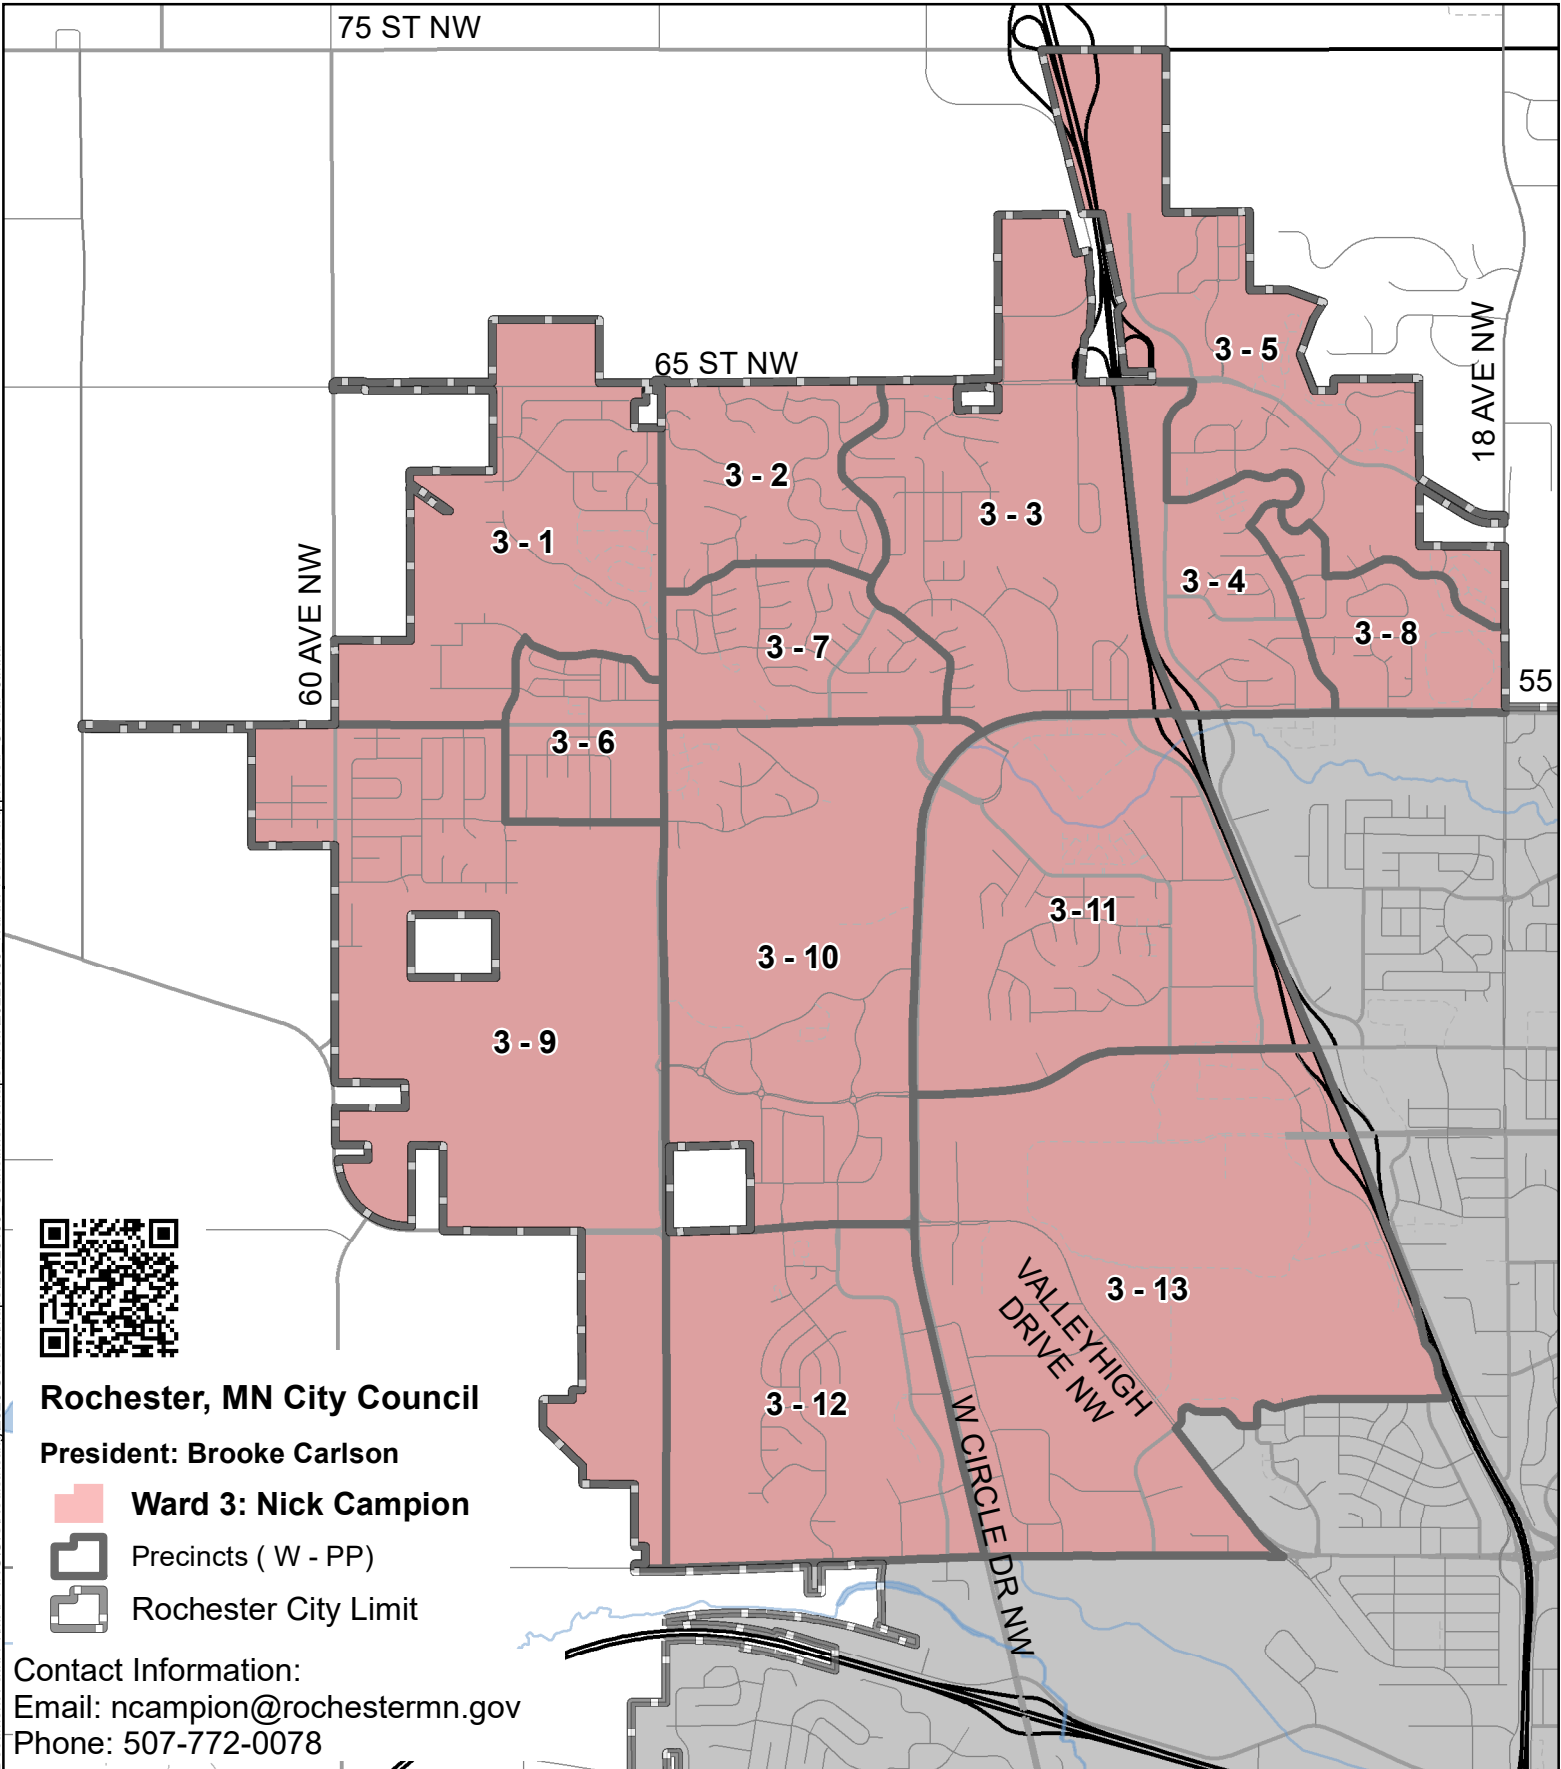 75 ST NW
65 ST NW
3 - 5
18 AVE NW
3 - 2
3 - 3
3 - 1
60 AVE NW
3 - 4
3 - 7
3 - 8
55
3 - 6
3 - 11
3 - 10
3 - 9
VALLEYHIGH
DRIVE NW
3 - 13
3 - 12
W CIRCLE DR NW
Rochester, MN City Council
President: Brooke Carlson
Ward 3: Nick Campion
Precincts ( W - PP)
Rochester City Limit
Contact Information:
Email: ncampion@rochestermn.gov
Phone: 507-772-0078